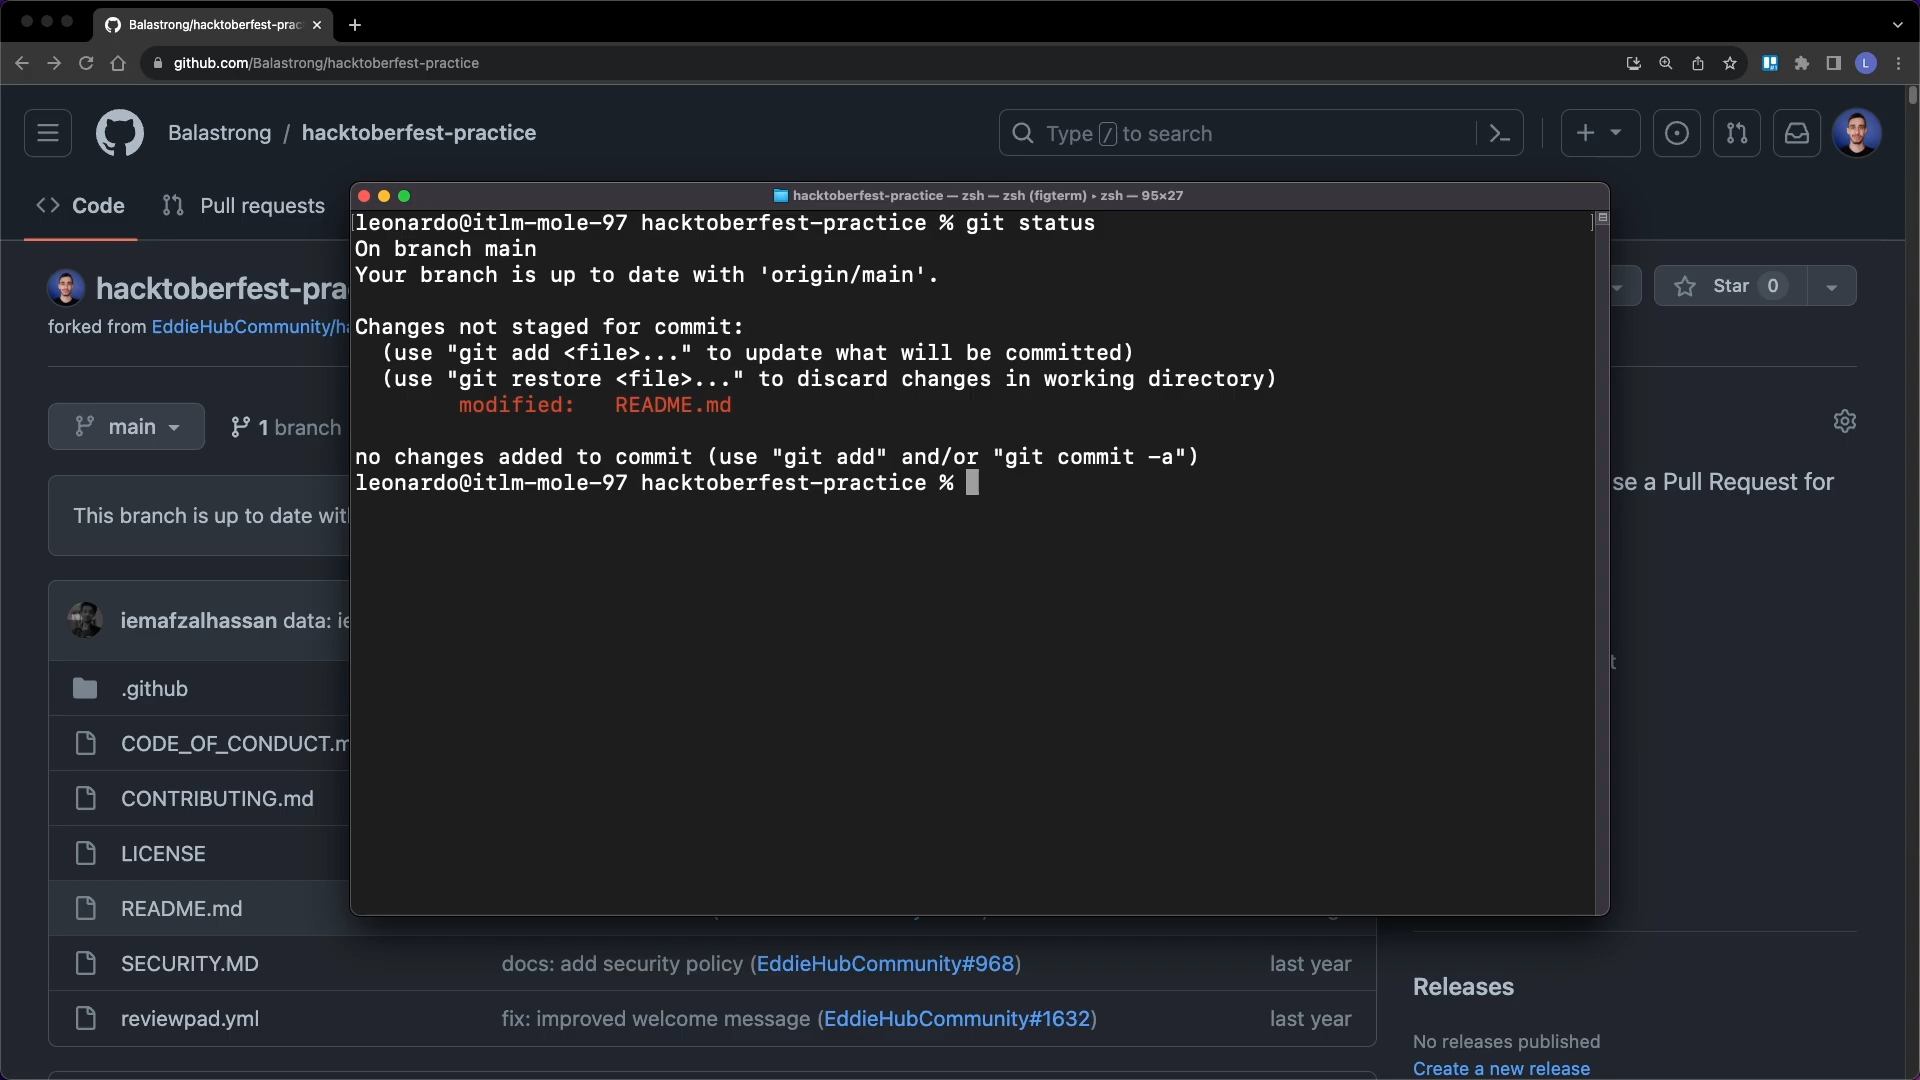 Balastrong/hacktoberfest-prac
github.com/Balastrong/hacktoberfest-practice
L
Balastrong / hacktoberfest-practice
Type / to search
Code
Pull requests
hacktoberfest-practice — zsh — zsh (figterm) ▸ zsh — 95×27
leonardo@itlm-mole-97 hacktoberfest-practice % git status
On branch main
Your branch is up to date with 'origin/main'.
Changes not staged for commit:
(use "git add <file>..." to update what will be committed)
(use "git restore <file>..." to discard changes in working directory)
modified: README.md
no changes added to commit (use "git add" and/or "git commit -a")
leonardo@itlm-mole-97 hacktoberfest-practice %
hacktoberfest-pra
Star 0
forked from EddieHubCommunity/ha
main
1 branch
se a Pull Request for
This branch is up to date with
iemafzalhassan data: ie
t
.github
CODE_OF_CONDUCT.m
CONTRIBUTING.md
LICENSE
README.md
SECURITY.MD docs: add security policy (EddieHubCommunity#968) last year
reviewpad.yml fix: improved welcome message (EddieHubCommunity#1632) last year
Releases
No releases published
Create a new release